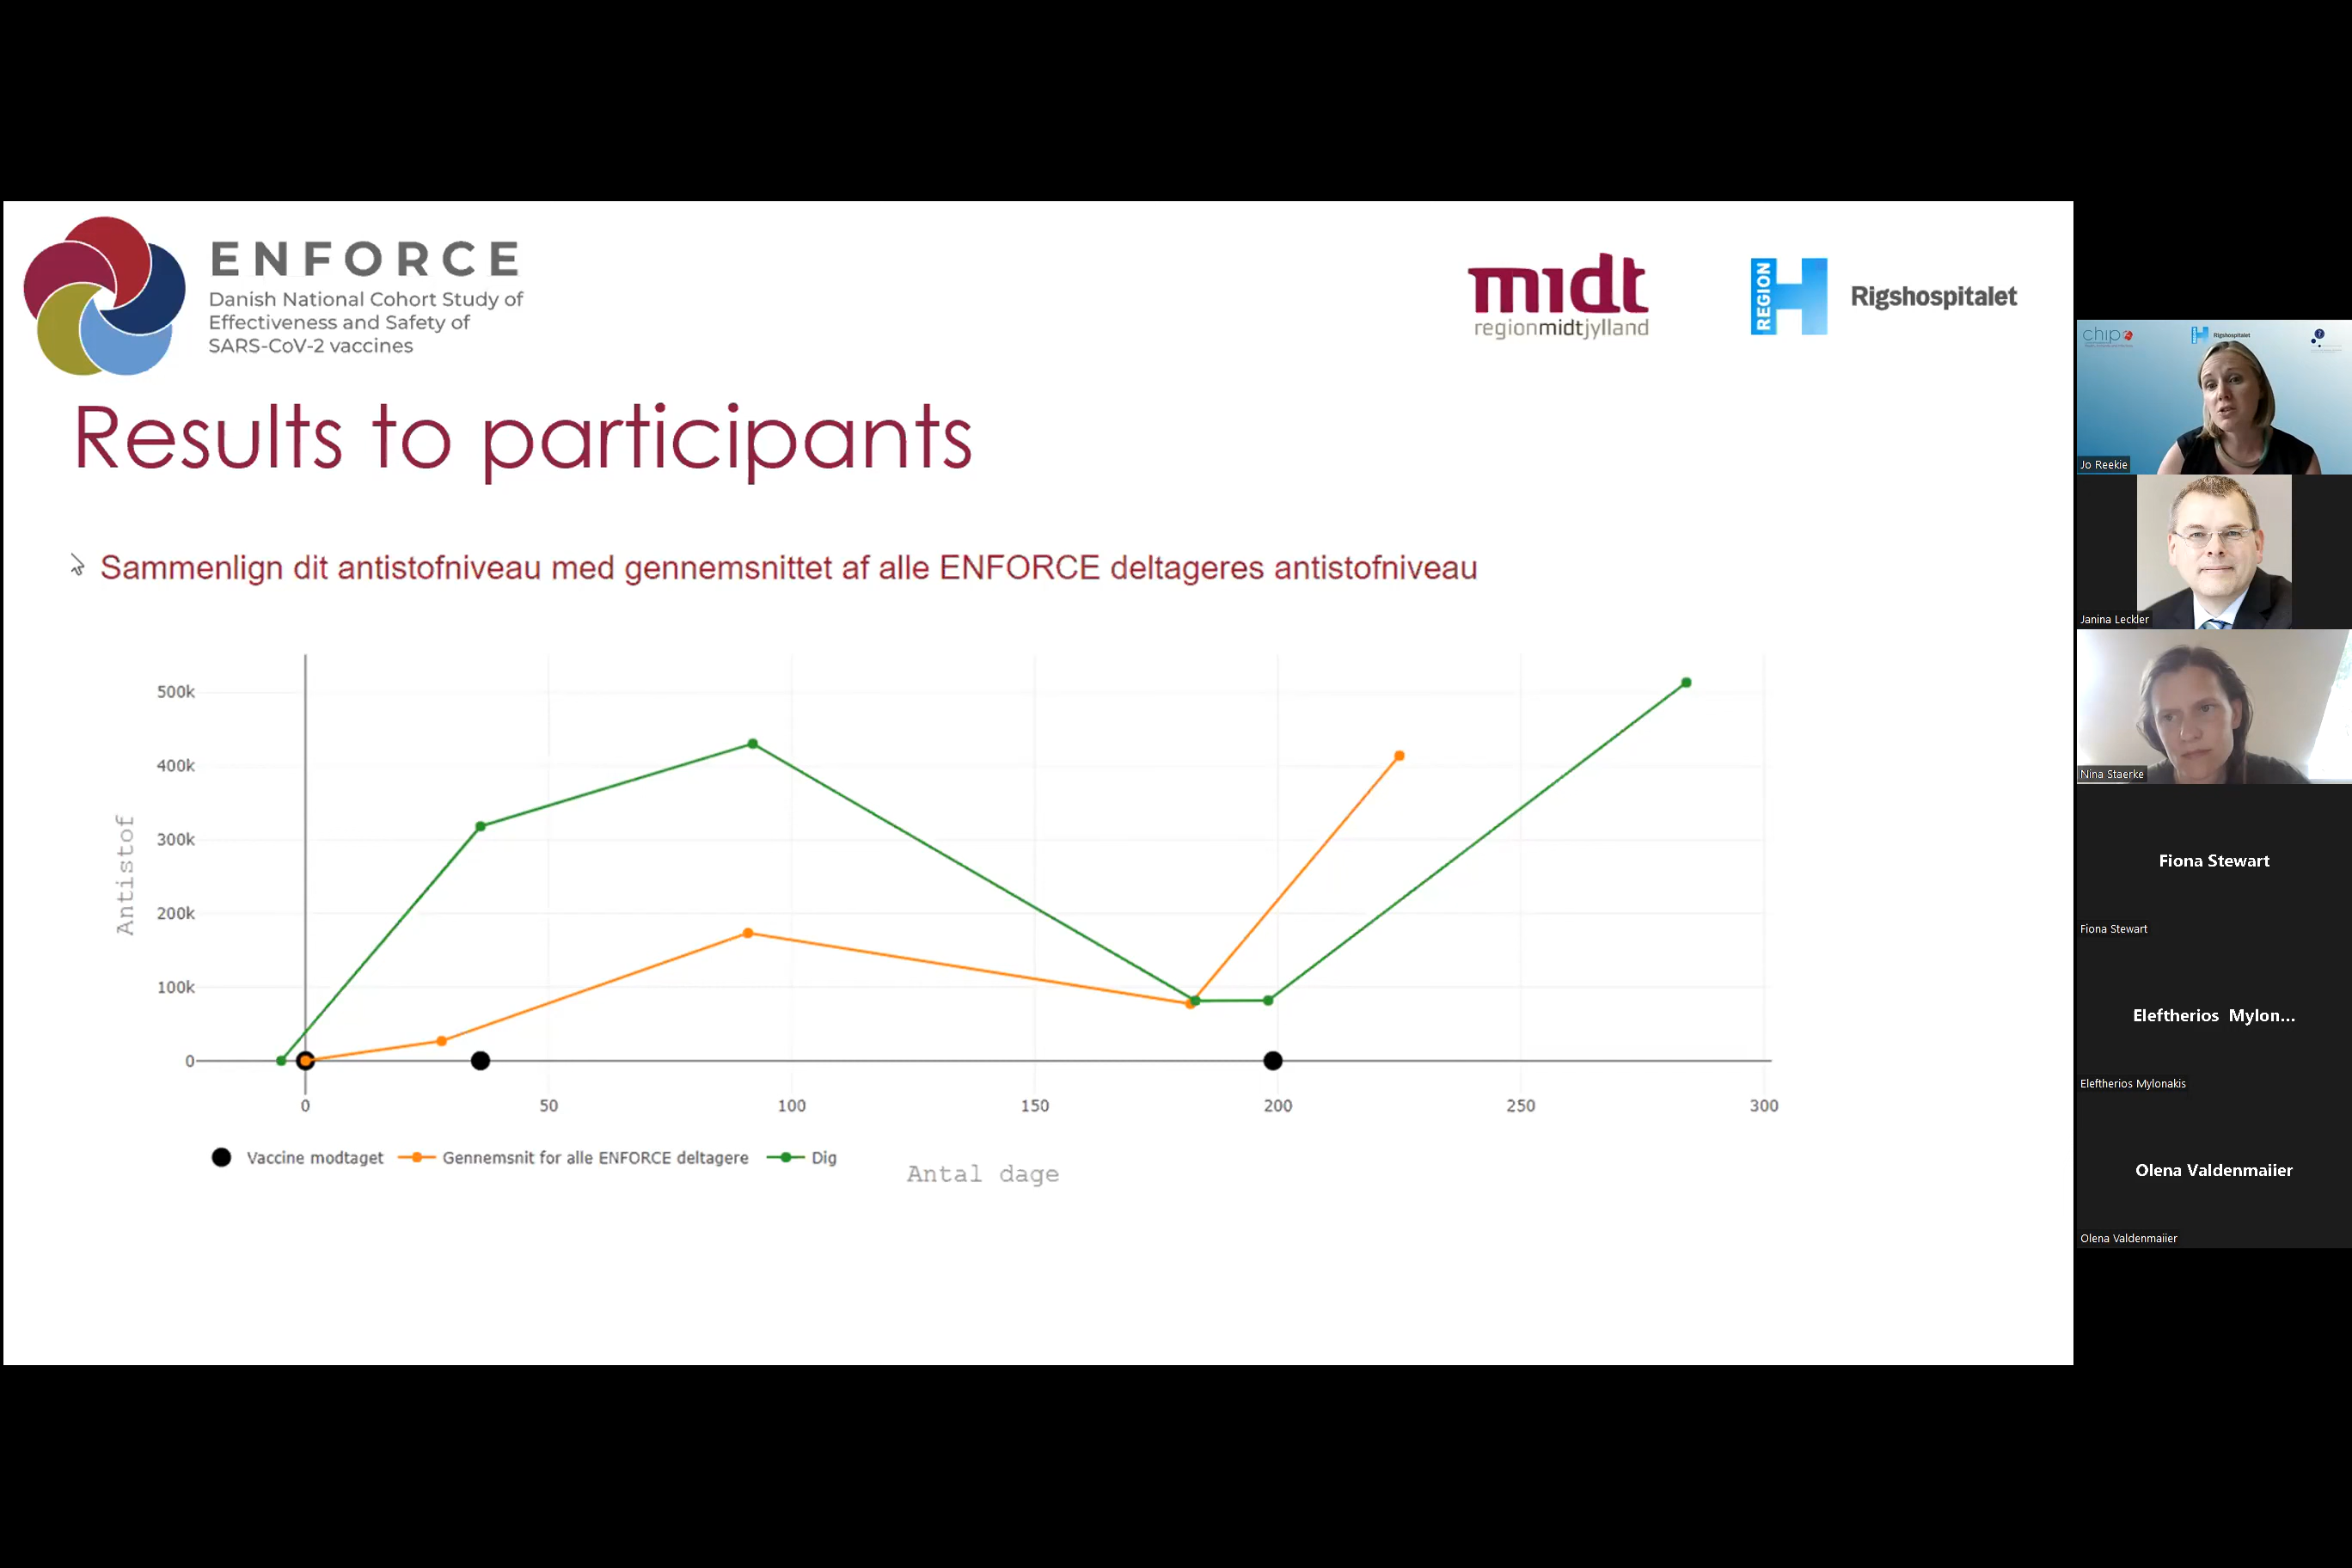 ENFORCE
Danish National Cohort Study of
Effectiveness and Safety of
SARS-CoV-2 vaccines
midt
regionmidtjylland
REGION H
Rigshospitalet
Results to participants
Sammenlign dit antistofniveau med gennemsnittet af alle ENFORCE deltageres antistofniveau
Antistof
500k
400k
300k
200k
100k
0
0 50 100 150 200 250 300
Vaccine modtaget Gennemsnit for alle ENFORCE deltagere Dig
Antal dage
chip
Rigshospitalet
Jo Reekie
Janina Leckler
Nina Staerke
Fiona Stewart
Fiona Stewart
Eleftherios Mylon...
Eleftherios Mylonakis
Olena Valdenmaiier
Olena Valdenmaiier